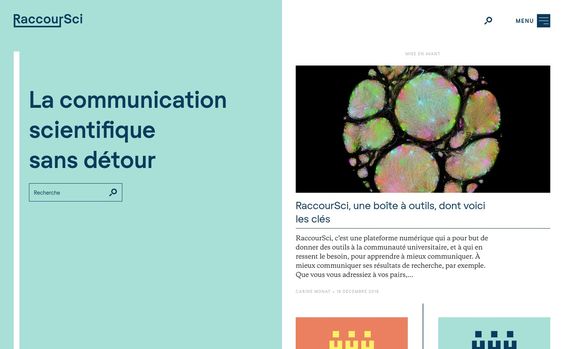 RaccourSci
MENU
La communication
scientifique
sans détour
Recherche
MISE EN AVANT
RaccourSci, une boîte à outils, dont voici
les clés
RaccourSci, c'est une plateforme numérique qui a pour but de
donner des outils à la communauté universitaire, et à qui en
ressent le besoin, pour apprendre à mieux communiquer. À
mieux communiquer ses résultats de recherche, par exemple.
Que vous vous adressiez à vos pairs,...
CARINE MONAT • 19 DÉCEMBRE 2018